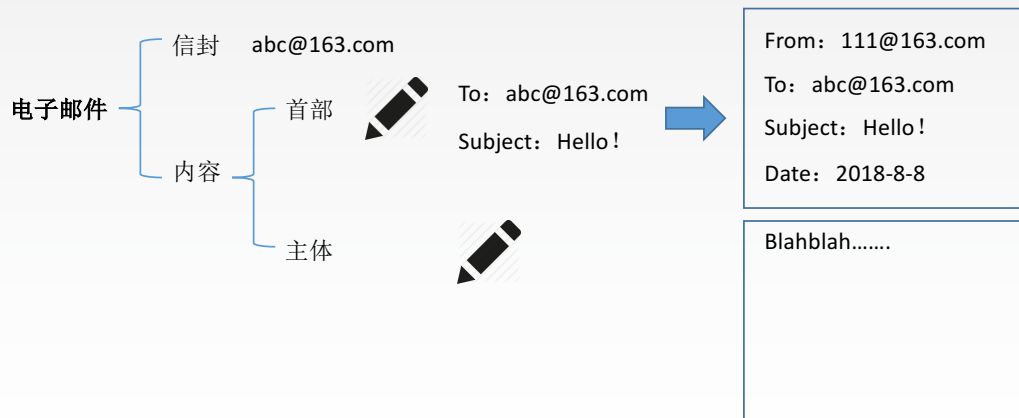 信封 abc@163.com
电子邮件
首部
内容
主体
To：abc@163.com
Subject：Hello！
From：111@163.com
To：abc@163.com
Subject：Hello！
Date：2018-8-8
Blahblah…….